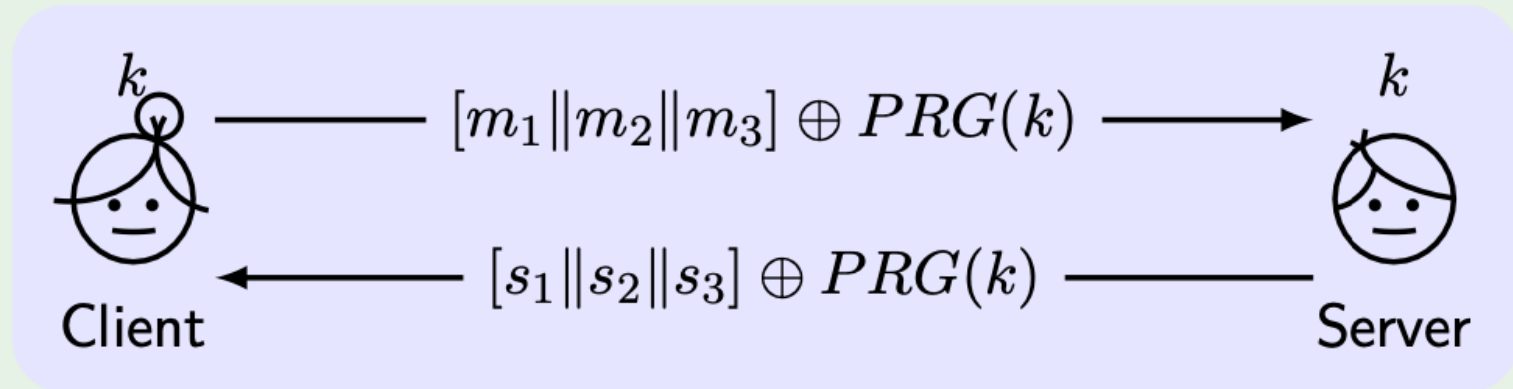 k k
[m₁‖m₂‖m₃] ⊕ PRG(k)
[s₁‖s₂‖s₃] ⊕ PRG(k)
Client Server